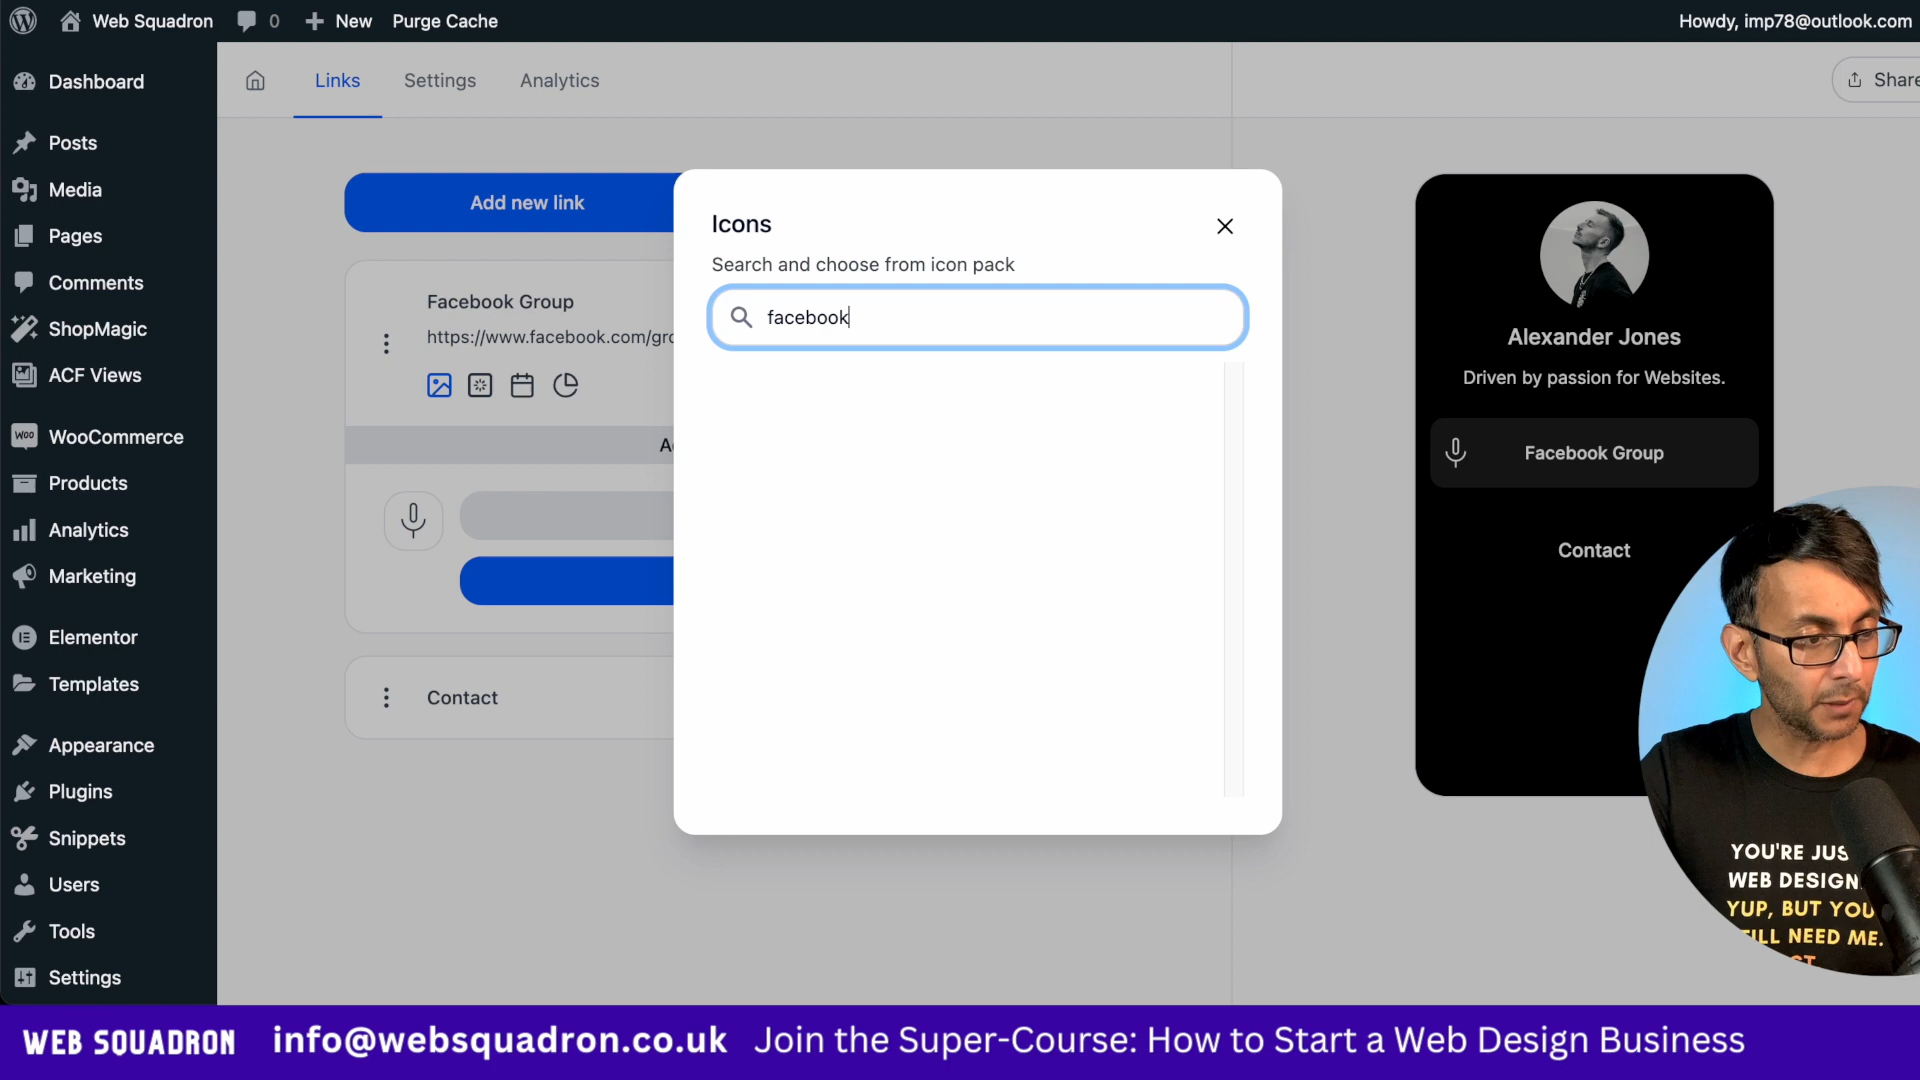 Web Squadron 0 New Purge Cache Howdy, imp78@outlook.com
Dashboard
Posts
Media
Pages
Comments
ShopMagic
ACF Views
WOO WooCommerce
Products
Analytics
Marketing
Elementor
Templates
Appearance
Plugins
Snippets
Users
Tools
Settings
Links Settings Analytics
Share
Add new link
Facebook Group
https://www.facebook.com/gro
Contact
Icons
Search and choose from icon pack
facebook
Alexander Jones
Driven by passion for Websites.
Facebook Group
Contact
YOU'RE JUS
WEB DESIGN
YUP, BUT YOU
STILL NEED ME.
WEB SQUADRON info@websquadron.co.uk Join the Super-Course: How to Start a Web Design Business